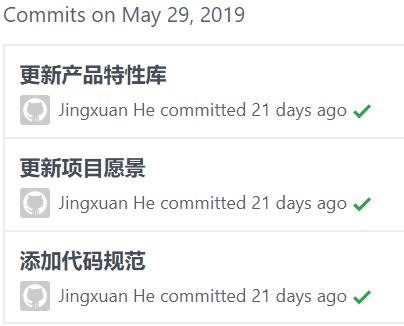 Commits on May 29, 2019
更新产品特性库
Jingxuan He committed 21 days ago
更新项目愿景
Jingxuan He committed 21 days ago
添加代码规范
Jingxuan He committed 21 days ago